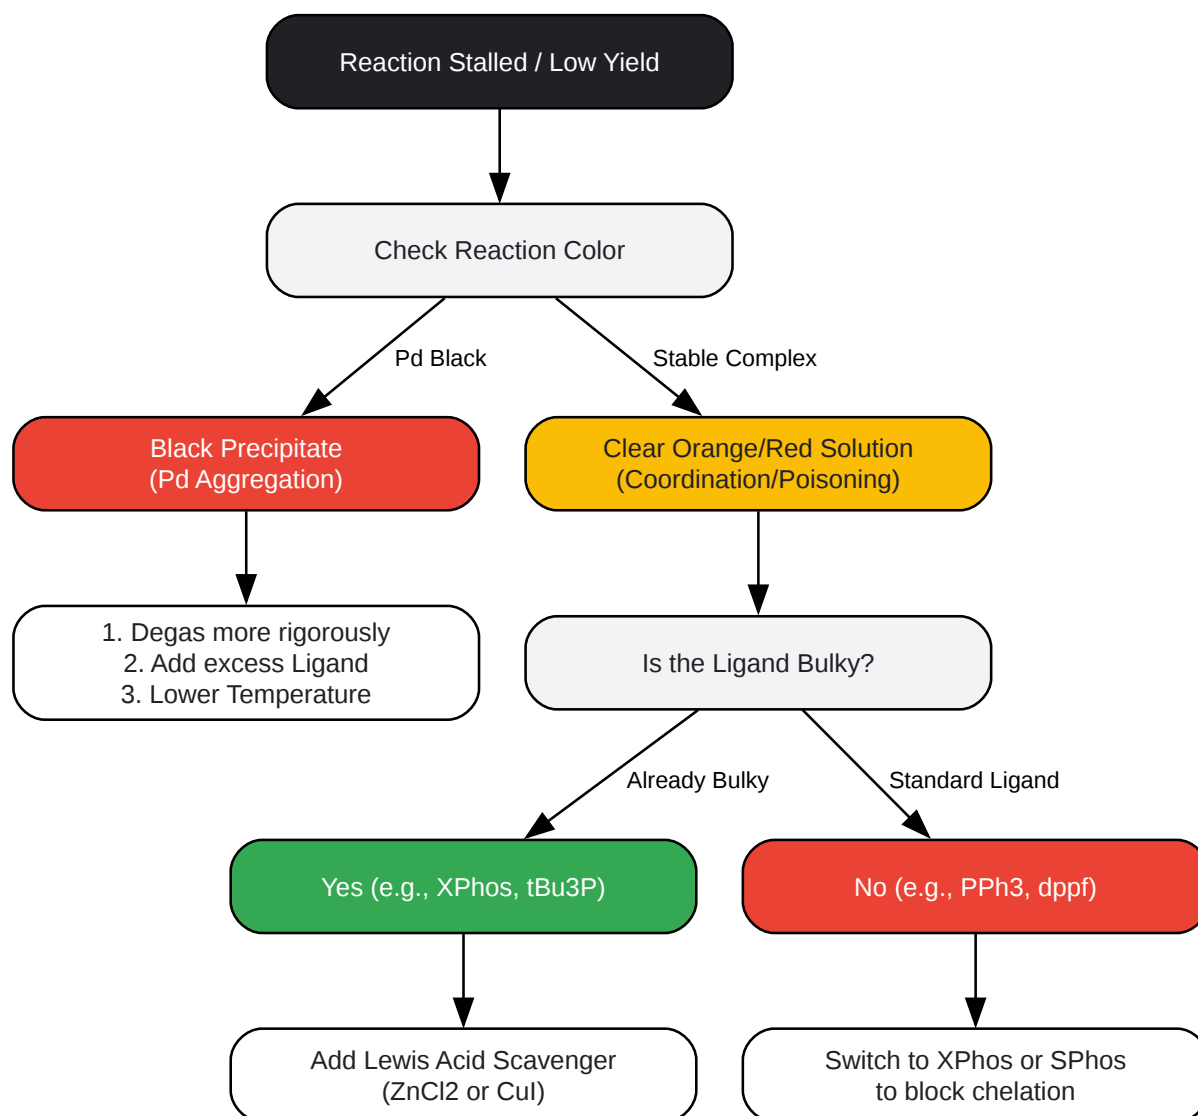 Reaction Stalled / Low Yield
Check Reaction Color
Pd Black
Stable Complex
Black Precipitate
(Pd Aggregation)
Clear Orange/Red Solution
(Coordination/Poisoning)
1. Degas more rigorously
2. Add excess Ligand
3. Lower Temperature
Is the Ligand Bulky?
Already Bulky
Standard Ligand
Yes (e.g., XPhos, tBu3P)
No (e.g., PPh3, dppf)
Add Lewis Acid Scavenger
(ZnCl2 or CuI)
Switch to XPhos or SPhos
to block chelation